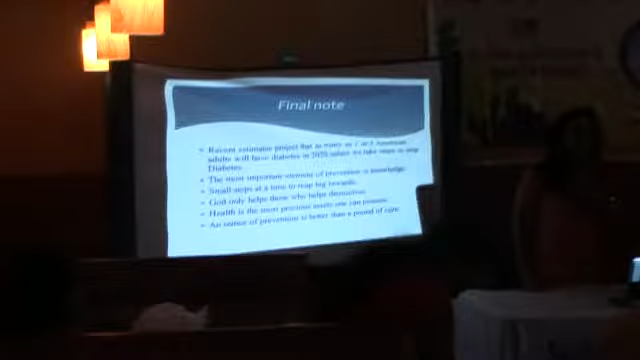 Final note
Recent estimates project that as many as 1 of 3 American
adults will have diabetes in 2050 unless we take steps to stop
Diabetes.
The most important element of prevention is knowledge.
Small steps at a time to reap big rewards.
God only helps those who helps themselves.
Health is the most precious assets one can possess.
An ounce of prevention is better than a pound of cure.